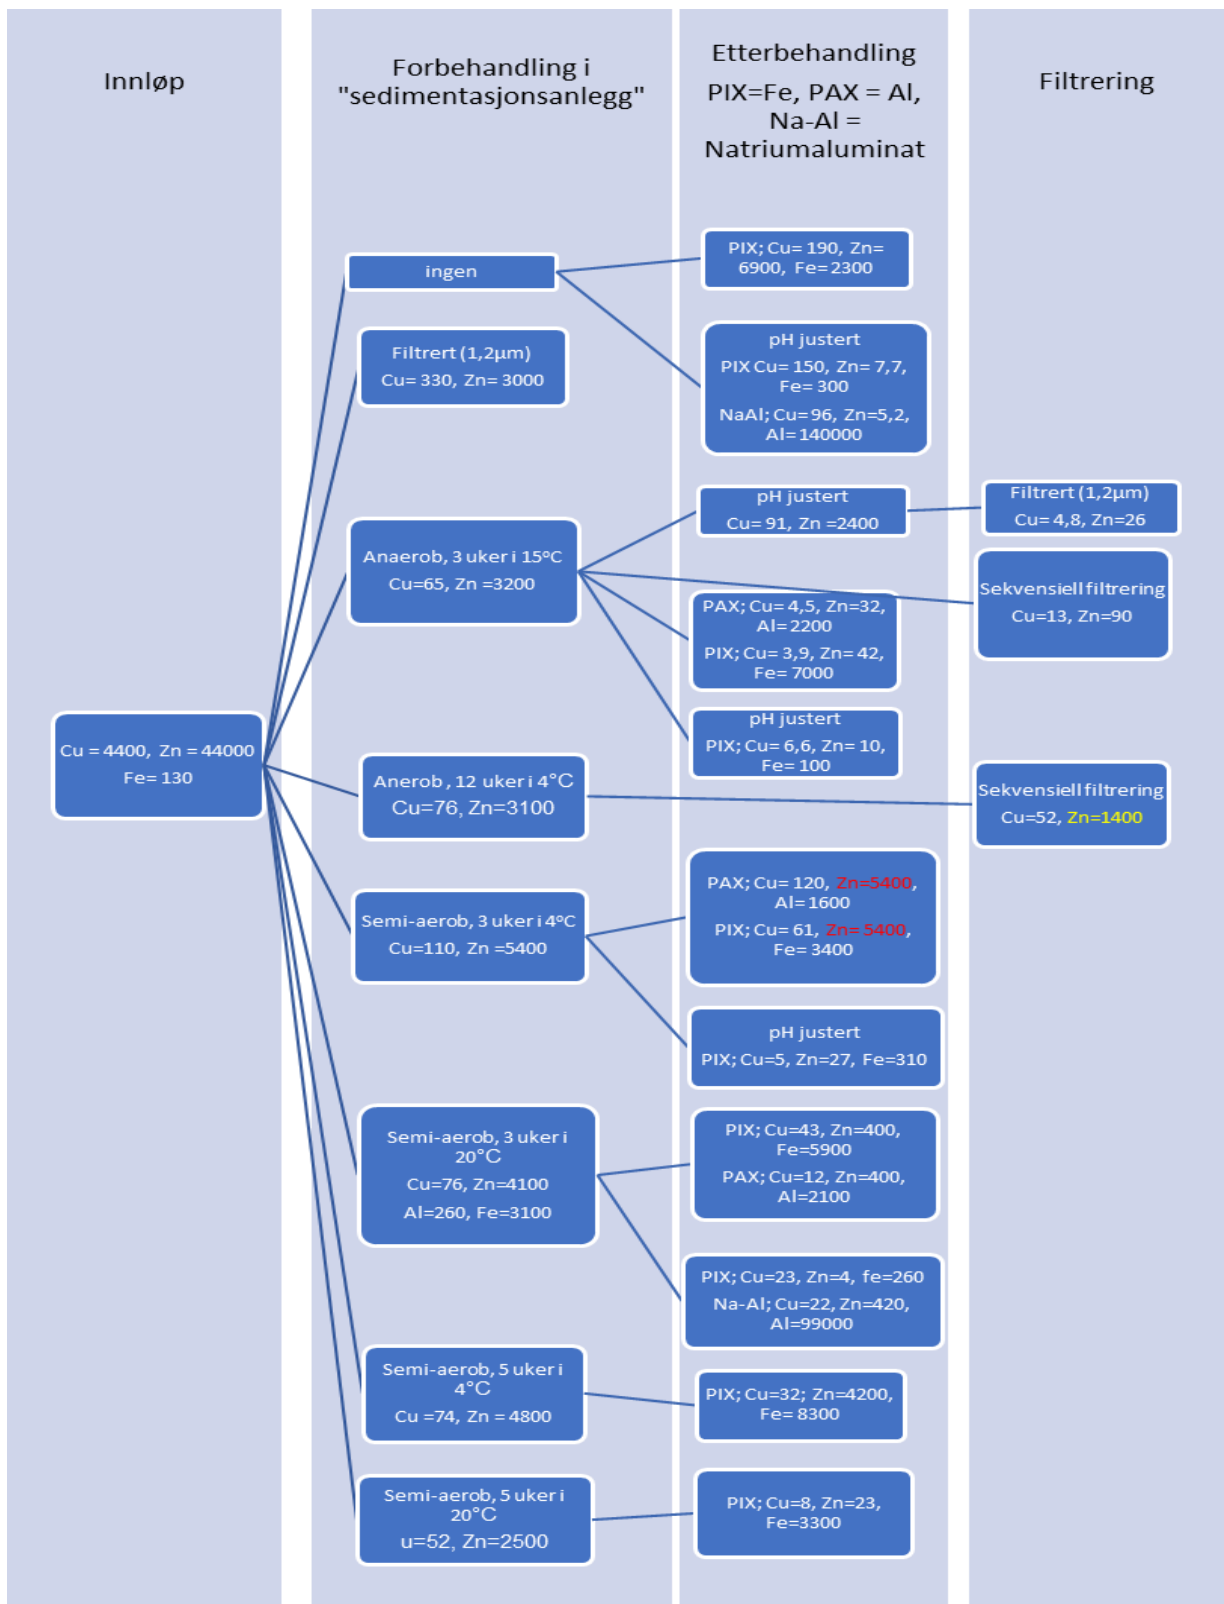 Innløp
Forbehandling i
"sedimentasjonsanlegg"
Etterbehandling
PIX=Fe, PAX = Al,
Na-Al =
Natriumaluminat
Filtrering
Cu = 4400, Zn = 44000
Fe= 130
ingen
PIX; Cu= 190, Zn=
6900, Fe= 2300
pH justert
PIX Cu= 150, Zn= 7,7,
Fe= 300
NaAl; Cu= 96, Zn=5,2,
Al= 140000
Filtrert (1,2µm)
Cu= 330, Zn= 3000
Anaerob, 3 uker i 15°C
Cu=65, Zn =3200
pH justert
Cu= 91, Zn =2400
Filtrert (1,2µm)
Cu= 4,8, Zn=26
Sekvensiell filtrering
Cu=13, Zn=90
PAX; Cu= 4,5, Zn=32,
Al= 2200
PIX; Cu= 3,9, Zn= 42,
Fe= 7000
pH justert
PIX; Cu= 6,6, Zn= 10,
Fe= 100
Anerob, 12 uker i 4°C
Cu=76, Zn=3100
Sekvensiell filtrering
Cu=52, Zn=1400
Semi-aerob, 3 uker i 4°C
Cu=110, Zn =5400
PAX; Cu= 120, Zn=5400,
Al= 1600
PIX; Cu= 61, Zn= 5400,
Fe= 3400
pH justert
PIX; Cu=5, Zn=27, Fe=310
Semi-aerob, 3 uker i
20°C
Cu=76, Zn=4100
Al=260, Fe=3100
PIX; Cu=43, Zn=400,
Fe=5900
PAX; Cu=12, Zn=400,
Al=2100
PIX; Cu=23, Zn=4, fe=260
Na-Al; Cu=22, Zn=420,
Al=99000
Semi-aerob, 5 uker i
4°C
Cu =74, Zn = 4800
PIX; Cu=32; Zn=4200,
Fe= 8300
Semi-aerob, 5 uker i
20°C
u=52, Zn=2500
PIX; Cu=8, Zn=23,
Fe=3300